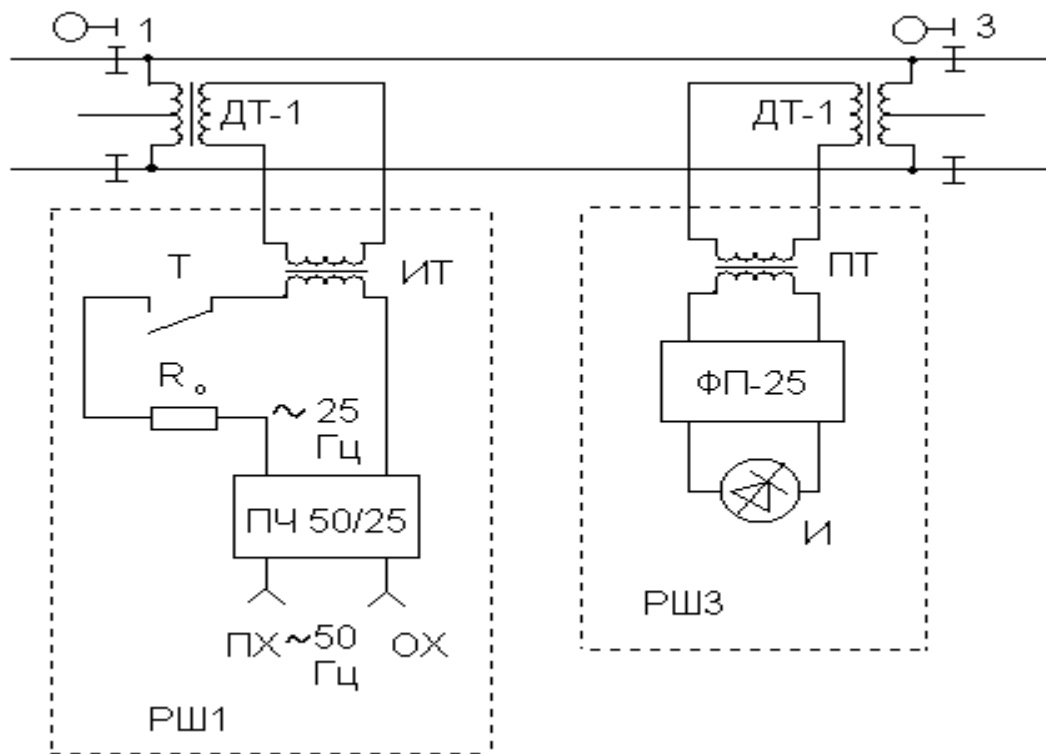 1
3
ДТ-1
ДТ-1
Т
ИТ
ПТ
R o
~ 25
Гц
ФП-25
ПЧ 50/25
И
ПХ ~50
Гц
ОХ
РШ3
РШ1